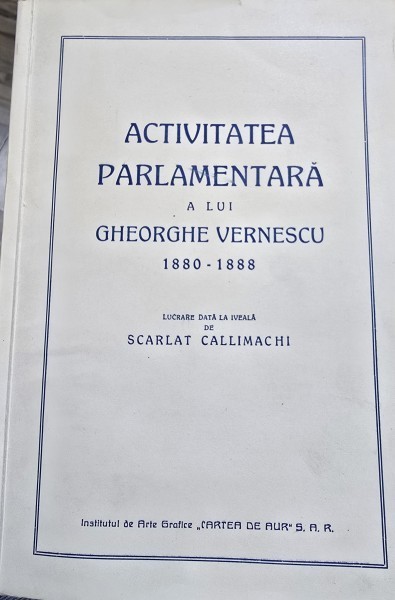 ACTIVITATEA
PARLAMENTARĂ
A LUI
GHEORGHE VERNESCU
1880 - 1888
LUCRARE DATĂ LA IVEALĂ
DE
SCARLAT CALLIMACHI
Institutul de Arte Grafice „CARTEA DE AUR“ S. A. R.